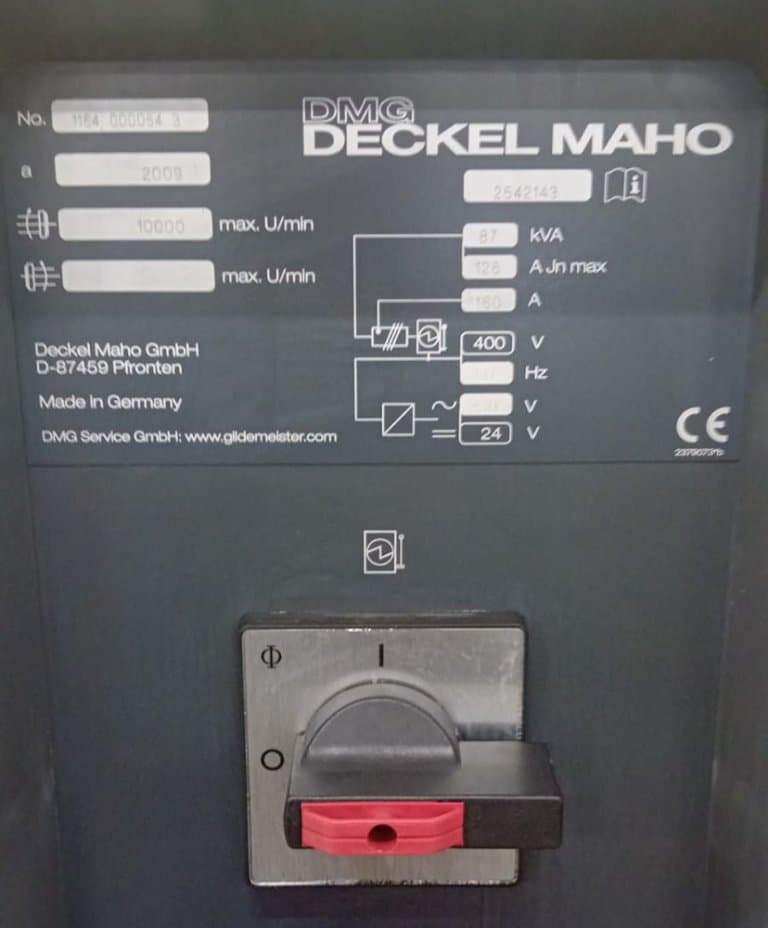 DMG
DECKEL MAHO
No. 1164 000054 3
a 2009
10000 max. U/min
max. U/min
2542143
87 kVA
126 A Jn max
160 A
400 V
Hz
V
24 V
Deckel Maho GmbH
D-87459 Pfronten
Made in Germany
DMG Service GmbH: www.gildemeister.com
CE
I
O